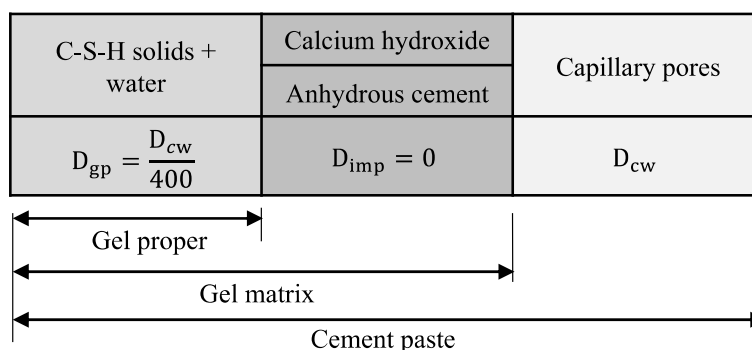 C-S-H solids +
water
Calcium hydroxide
Anhydrous cement
Capillary pores
D_gp = D_cw/400
D_imp = 0
D_cw
Gel proper
Gel matrix
Cement paste